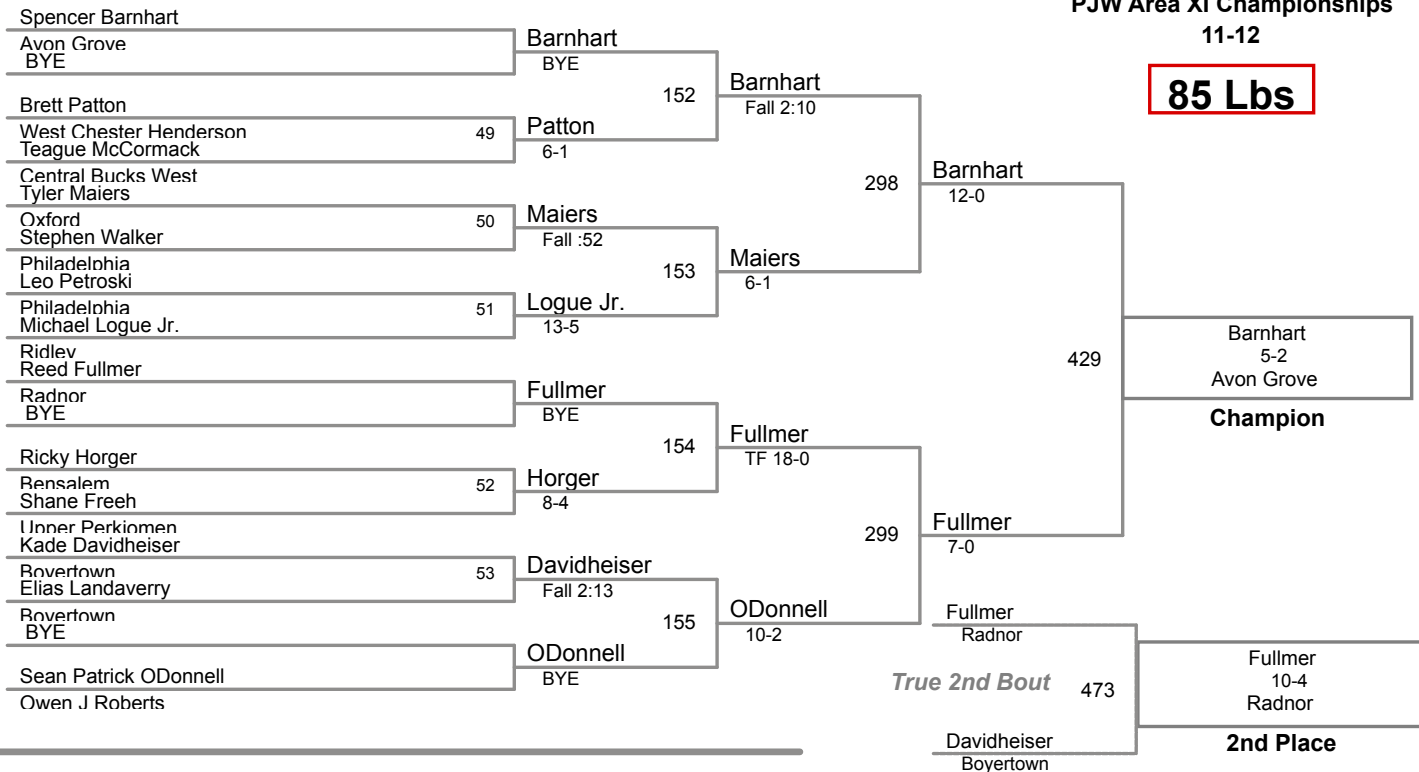 PJW Area XI Championships
11-12
85 Lbs
Spencer Barnhart
Avon Grove
BYE
Brett Patton
West Chester Henderson
Teague McCormack
Central Bucks West
Tyler Maiers
Oxford
Stephen Walker
Philadelphia
Leo Petroski
Philadelphia
Michael Logue Jr.
Ridley
Reed Fullmer
Radnor
BYE
Ricky Horger
Bensalem
Shane Freeh
Upper Perkiomen
Kade Davidheiser
Boyertown
Elias Landaverry
Boyertown
BYE
Sean Patrick ODonnell
Owen J Roberts
49
50
51
52
53
Barnhart
BYE
Patton
6-1
Maiers
Fall :52
Logue Jr.
13-5
Fullmer
BYE
Horger
8-4
Davidheiser
Fall 2:13
ODonnell
BYE
152
153
154
155
Barnhart
Fall 2:10
Maiers
6-1
Fullmer
TF 18-0
ODonnell
10-2
298
299
Barnhart
12-0
Fullmer
7-0
429
Barnhart
5-2
Avon Grove
Champion
Fullmer
Radnor
True 2nd Bout
473
Davidheiser
Boyertown
Fullmer
10-4
Radnor
2nd Place